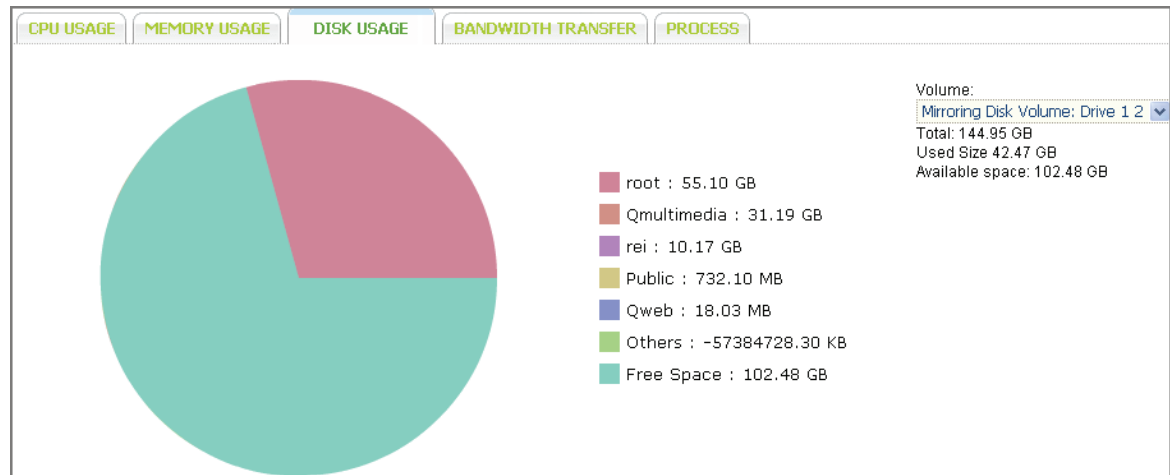 CPU USAGE MEMORY USAGE DISK USAGE BANDWIDTH TRANSFER PROCESS
Volume:
Mirroring Disk Volume: Drive 1 2
Total: 144.95 GB
Used Size 42.47 GB
Available space: 102.48 GB
root : 55.10 GB
Qmultimedia : 31.19 GB
rei : 10.17 GB
Public : 732.10 MB
Qweb : 18.03 MB
Others : -57384728.30 KB
Free Space : 102.48 GB